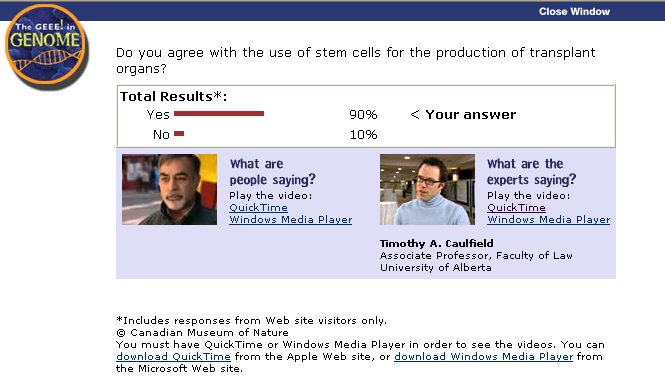 Close Window
The GEEE! in
GENOME
Do you agree with the use of stem cells for the production of transplant
organs?
Total Results*:
Yes 90% < Your answer
No 10%
What are
people saying?
Play the video:
QuickTime
Windows Media Player
What are the
experts saying?
Play the video:
QuickTime
Windows Media Player
Timothy A. Caulfield
Associate Professor, Faculty of Law
University of Alberta
*Includes responses from Web site visitors only.
© Canadian Museum of Nature
You must have QuickTime or Windows Media Player in order to see the videos. You can
download QuickTime from the Apple Web site, or download Windows Media Player from
the Microsoft Web site.